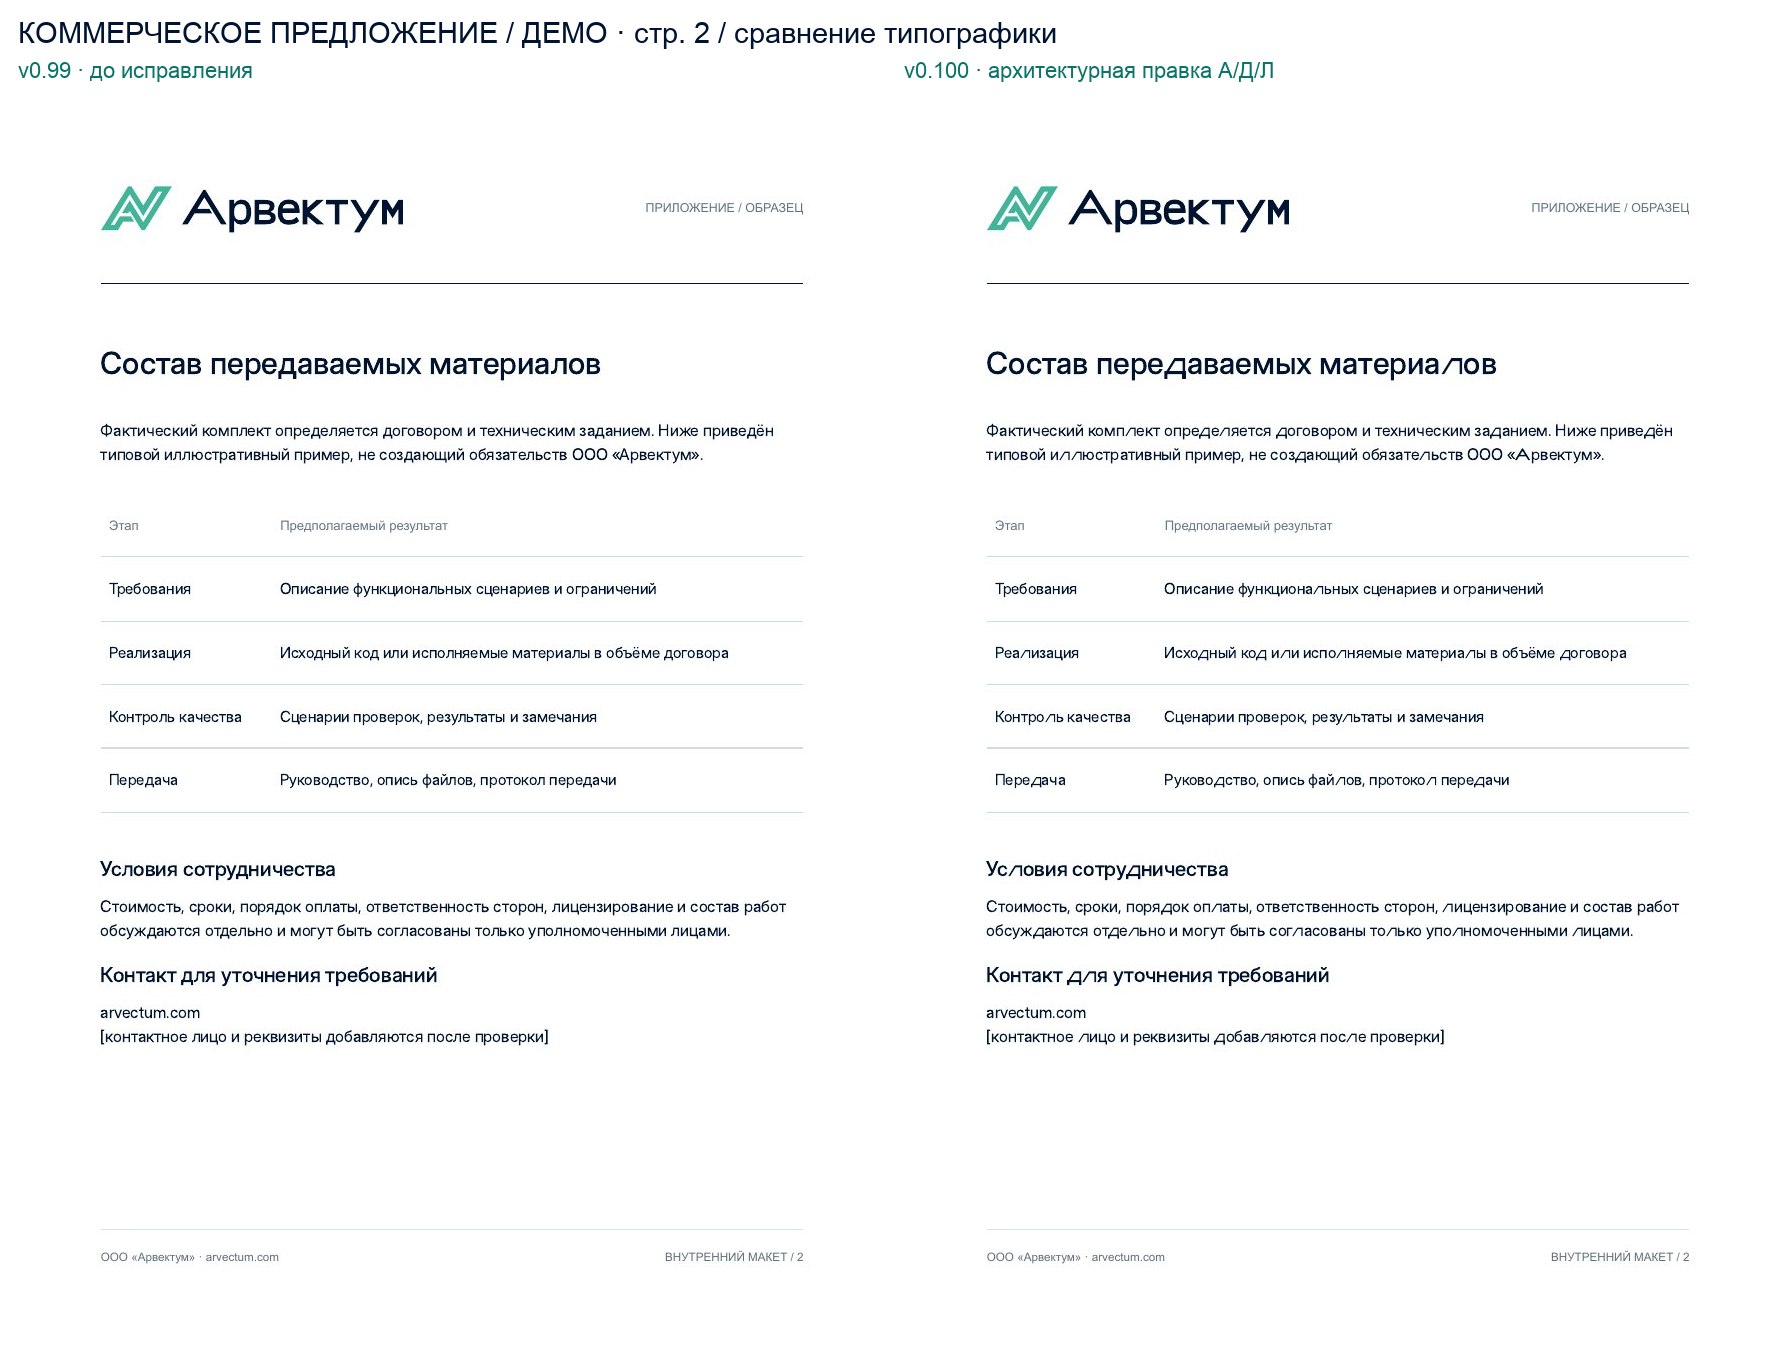 КОММЕРЧЕСКОЕ ПРЕДЛОЖЕНИЕ / ДЕМО · стр. 2 / сравнение типографики
v0.99 · до исправления
Арвектум
ПРИЛОЖЕНИЕ / ОБРАЗЕЦ
Состав передаваемых материалов
Фактический комплект определяется договором и техническим заданием. Ниже приведён
типовой иллюстративный пример, не создающий обязательств ООО «Арвектум».
Этап Предполагаемый результат
Требования Описание функциональных сценариев и ограничений
Реализация Исходный код или исполняемые материалы в объёме договора
Контроль качества Сценарии проверок, результаты и замечания
Передача Руководство, опись файлов, протокол передачи
Условия сотрудничества
Стоимость, сроки, порядок оплаты, ответственность сторон, лицензирование и состав работ
обсуждаются отдельно и могут быть согласованы только уполномоченными лицами.
Контакт для уточнения требований
arvectum.com
[контактное лицо и реквизиты добавляются после проверки]
ООО «Арвектум» · arvectum.com
ВНУТРЕННИЙ МАКЕТ / 2
v0.100 · архитектурная правка А/Д/Л
Арвектум
ПРИЛОЖЕНИЕ / ОБРАЗЕЦ
Состав передаваемых материалов
Фактический комплект определяется договором и техническим заданием. Ниже приведён
типовой иллюстративный пример, не создающий обязательств ООО «Арвектум».
Этап Предполагаемый результат
Требования Описание функциональных сценариев и ограничений
Реализация Исходный код или исполняемые материалы в объёме договора
Контроль качества Сценарии проверок, результаты и замечания
Передача Руководство, опись файлов, протокол передачи
Условия сотрудничества
Стоимость, сроки, порядок оплаты, ответственность сторон, лицензирование и состав работ
обсуждаются отдельно и могут быть согласованы только уполномоченными лицами.
Контакт для уточнения требований
arvectum.com
[контактное лицо и реквизиты добавляются после проверки]
ООО «Арвектум» · arvectum.com
ВНУТРЕННИЙ МАКЕТ / 2